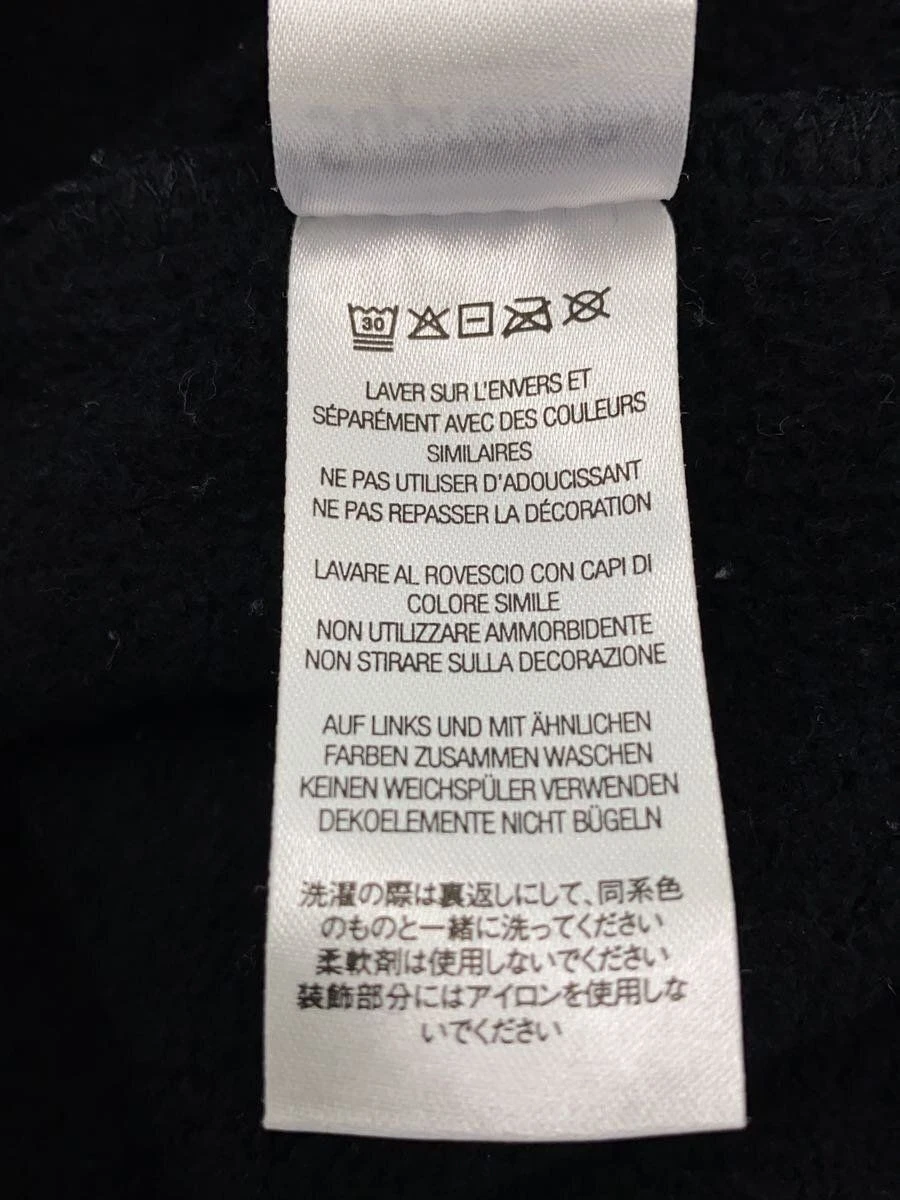 30
LAVER SUR L'ENVERS ET
SÉPARÉMENT AVEC DES COULEURS
SIMILAIRES
NE PAS UTILISER D'ADOUCISSANT
NE PAS REPASSER LA DÉCORATION
LAVARE AL ROVESCIO CON CAPI DI
COLORE SIMILE
NON UTILIZZARE AMMORBIDENTE
NON STIRARE SULLA DECORAZIONE
AUF LINKS UND MIT ÄHNLICHEN
FARBEN ZUSAMMEN WASCHEN
KEINEN WEICHSPÜLER VERWENDEN
DEKOELEMENTE NICHT BÜGELN
洗濯の際は裏返しにして、同系色
のものと一緒に洗ってください
柔軟剤は使用しないでください
装飾部分にはアイロンを使用しな
いでください